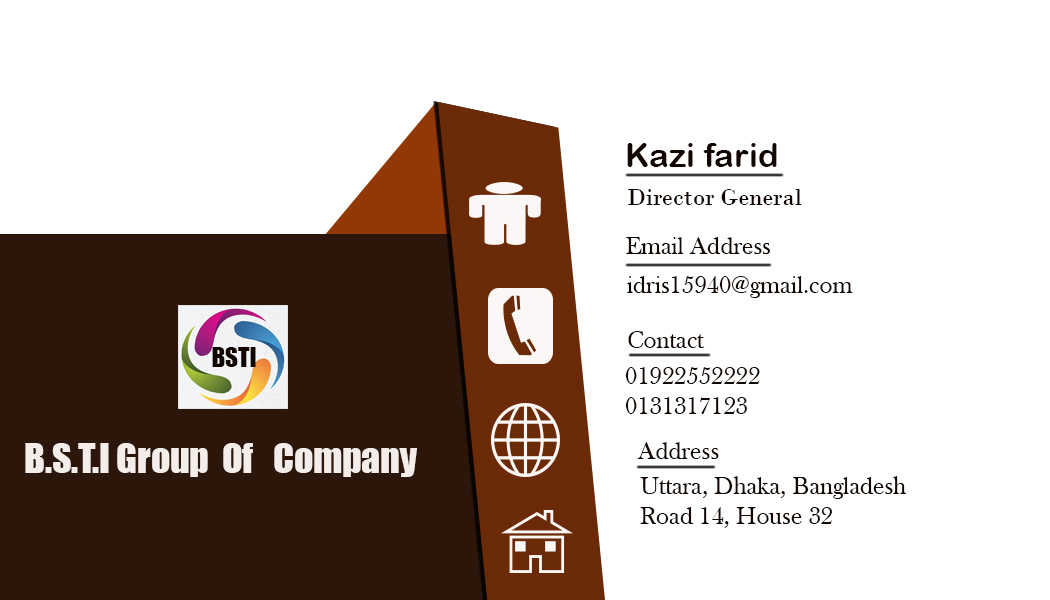 BSTI
B.S.T.I Group Of Company
Kazi farid
Director General
Email Address
idris15940@gmail.com
Contact
01922552222
0131317123
Address
Uttara, Dhaka, Bangladesh
Road 14, House 32